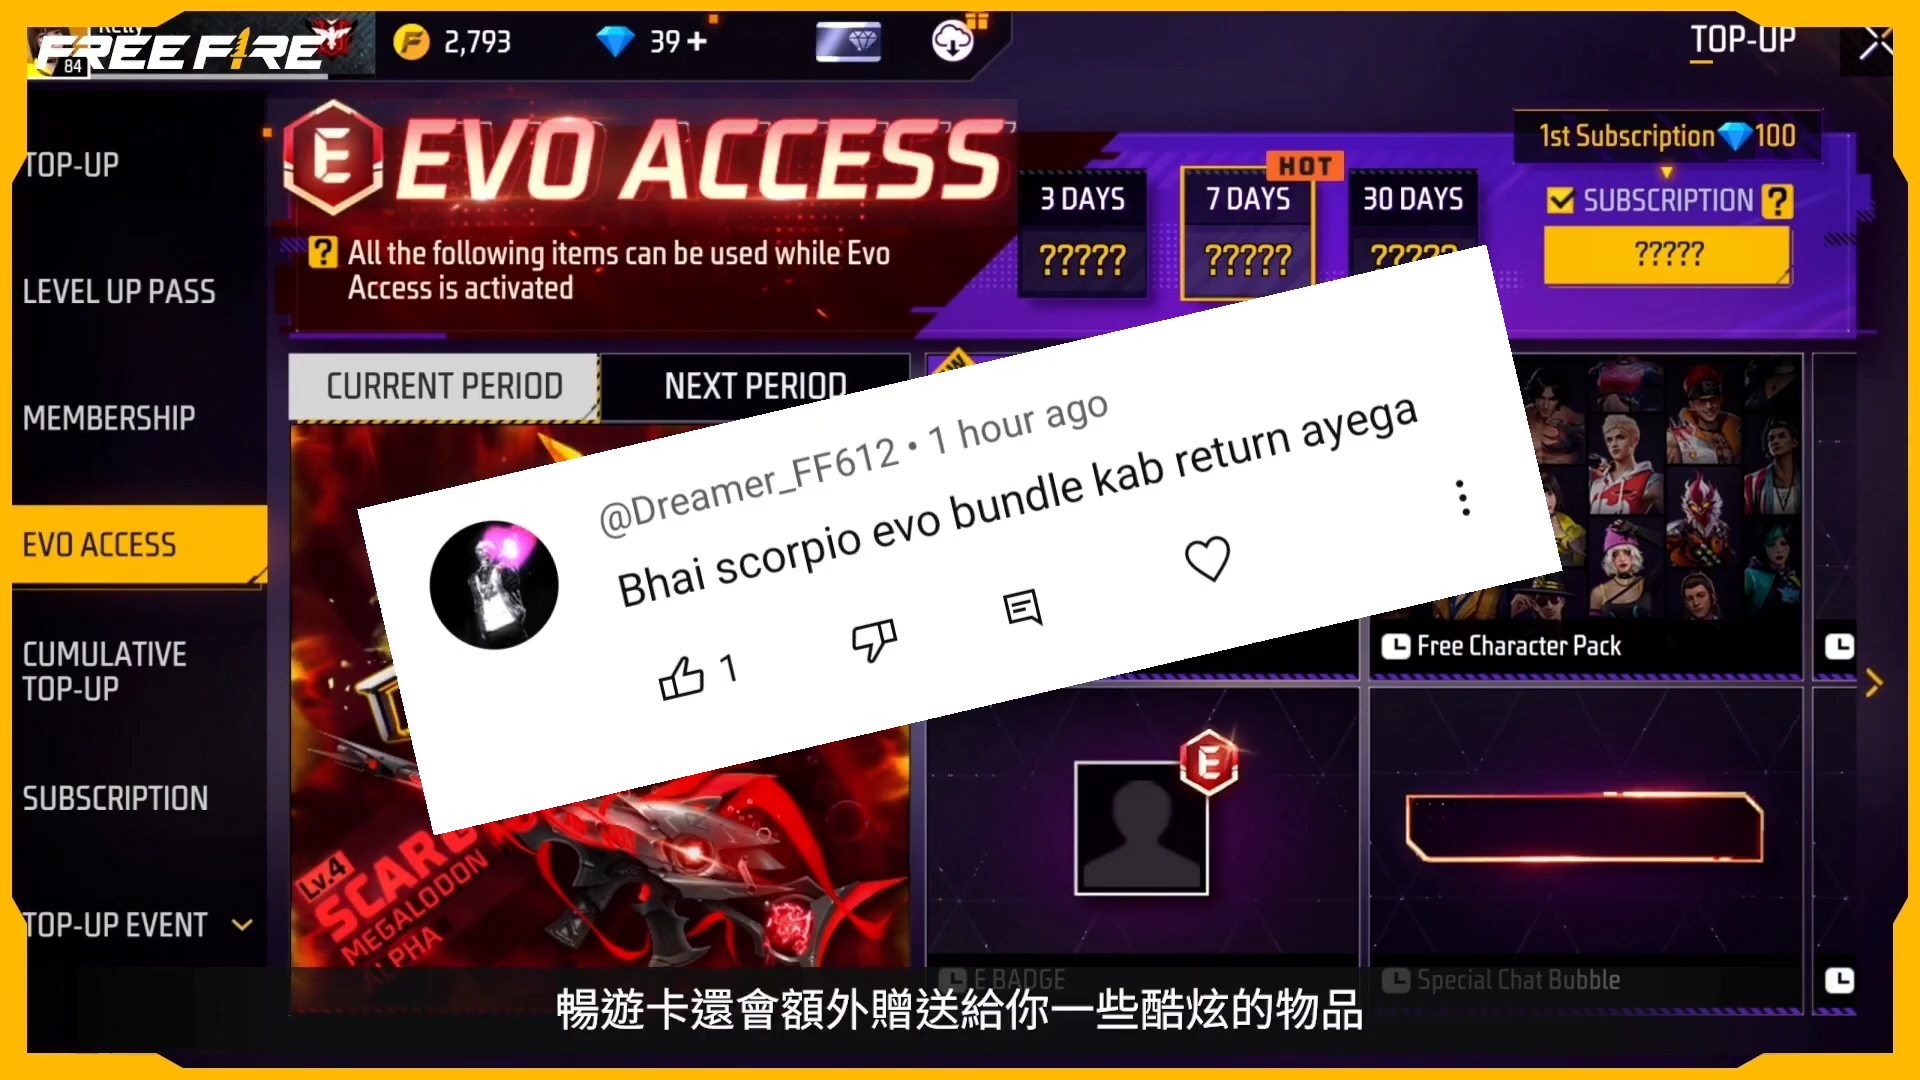 FREE FIRE
84
2,793
39 +
TOP-UP
TOP-UP
LEVEL UP PASS
MEMBERSHIP
EVO ACCESS
CUMULATIVE
TOP-UP
SUBSCRIPTION
TOP-UP EVENT
E EVO ACCESS
? All the following items can be used while Evo
Access is activated
3 DAYS
?????
HOT
7 DAYS
?????
30 DAYS
?????
1st Subscription 100
SUBSCRIPTION ?
?????
CURRENT PERIOD
NEXT PERIOD
@Dreamer_FF612 • 1 hour ago
Bhai scorpio evo bundle kab return ayega
1
Free Character Pack
Lv.4
MEGALODON
ALPHA
E
E BADGE
Special Chat Bubble
暢遊卡還會額外贈送給你一些酷炫的物品